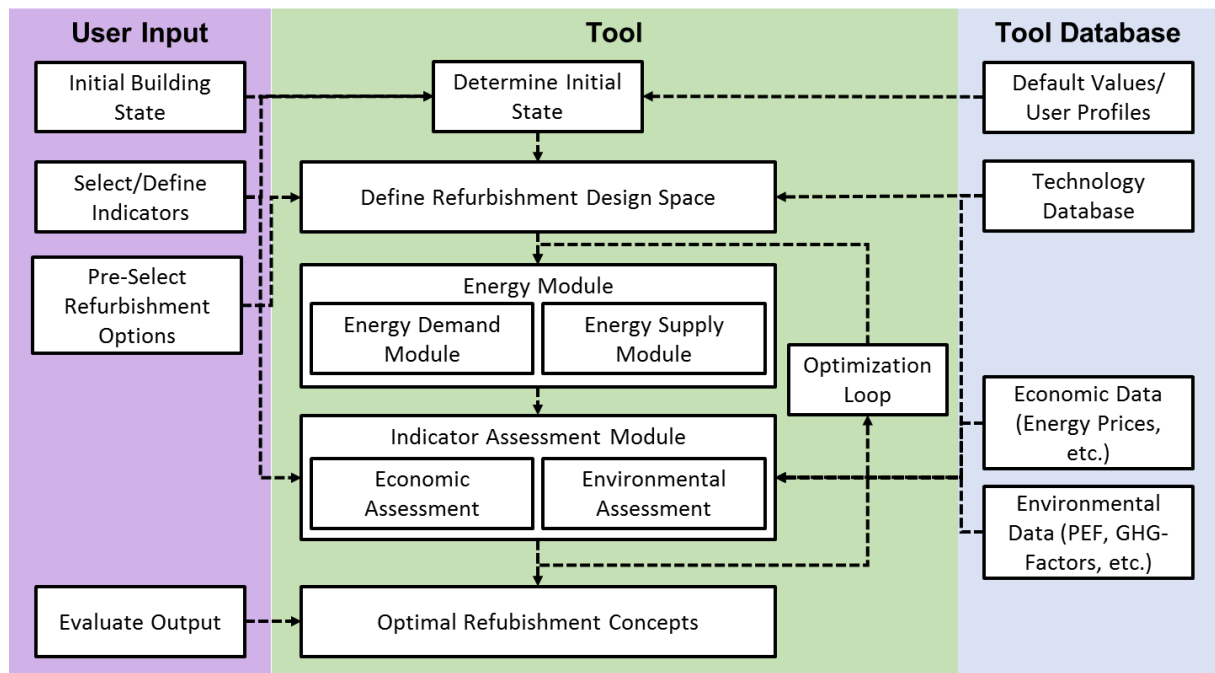 User Input
Tool
Tool Database
Initial Building
State
Determine Initial
State
Default Values/
User Profiles
Select/Define
Indicators
Define Refurbishment Design Space
Technology
Database
Pre-Select
Refurbishment
Options
Energy Module
Energy Demand
Module
Energy Supply
Module
Optimization
Loop
Indicator Assessment Module
Economic
Assessment
Environmental
Assessment
Economic Data
(Energy Prices,
etc.)
Environmental
Data (PEF, GHG-
Factors, etc.)
Evaluate Output
Optimal Refubishment Concepts